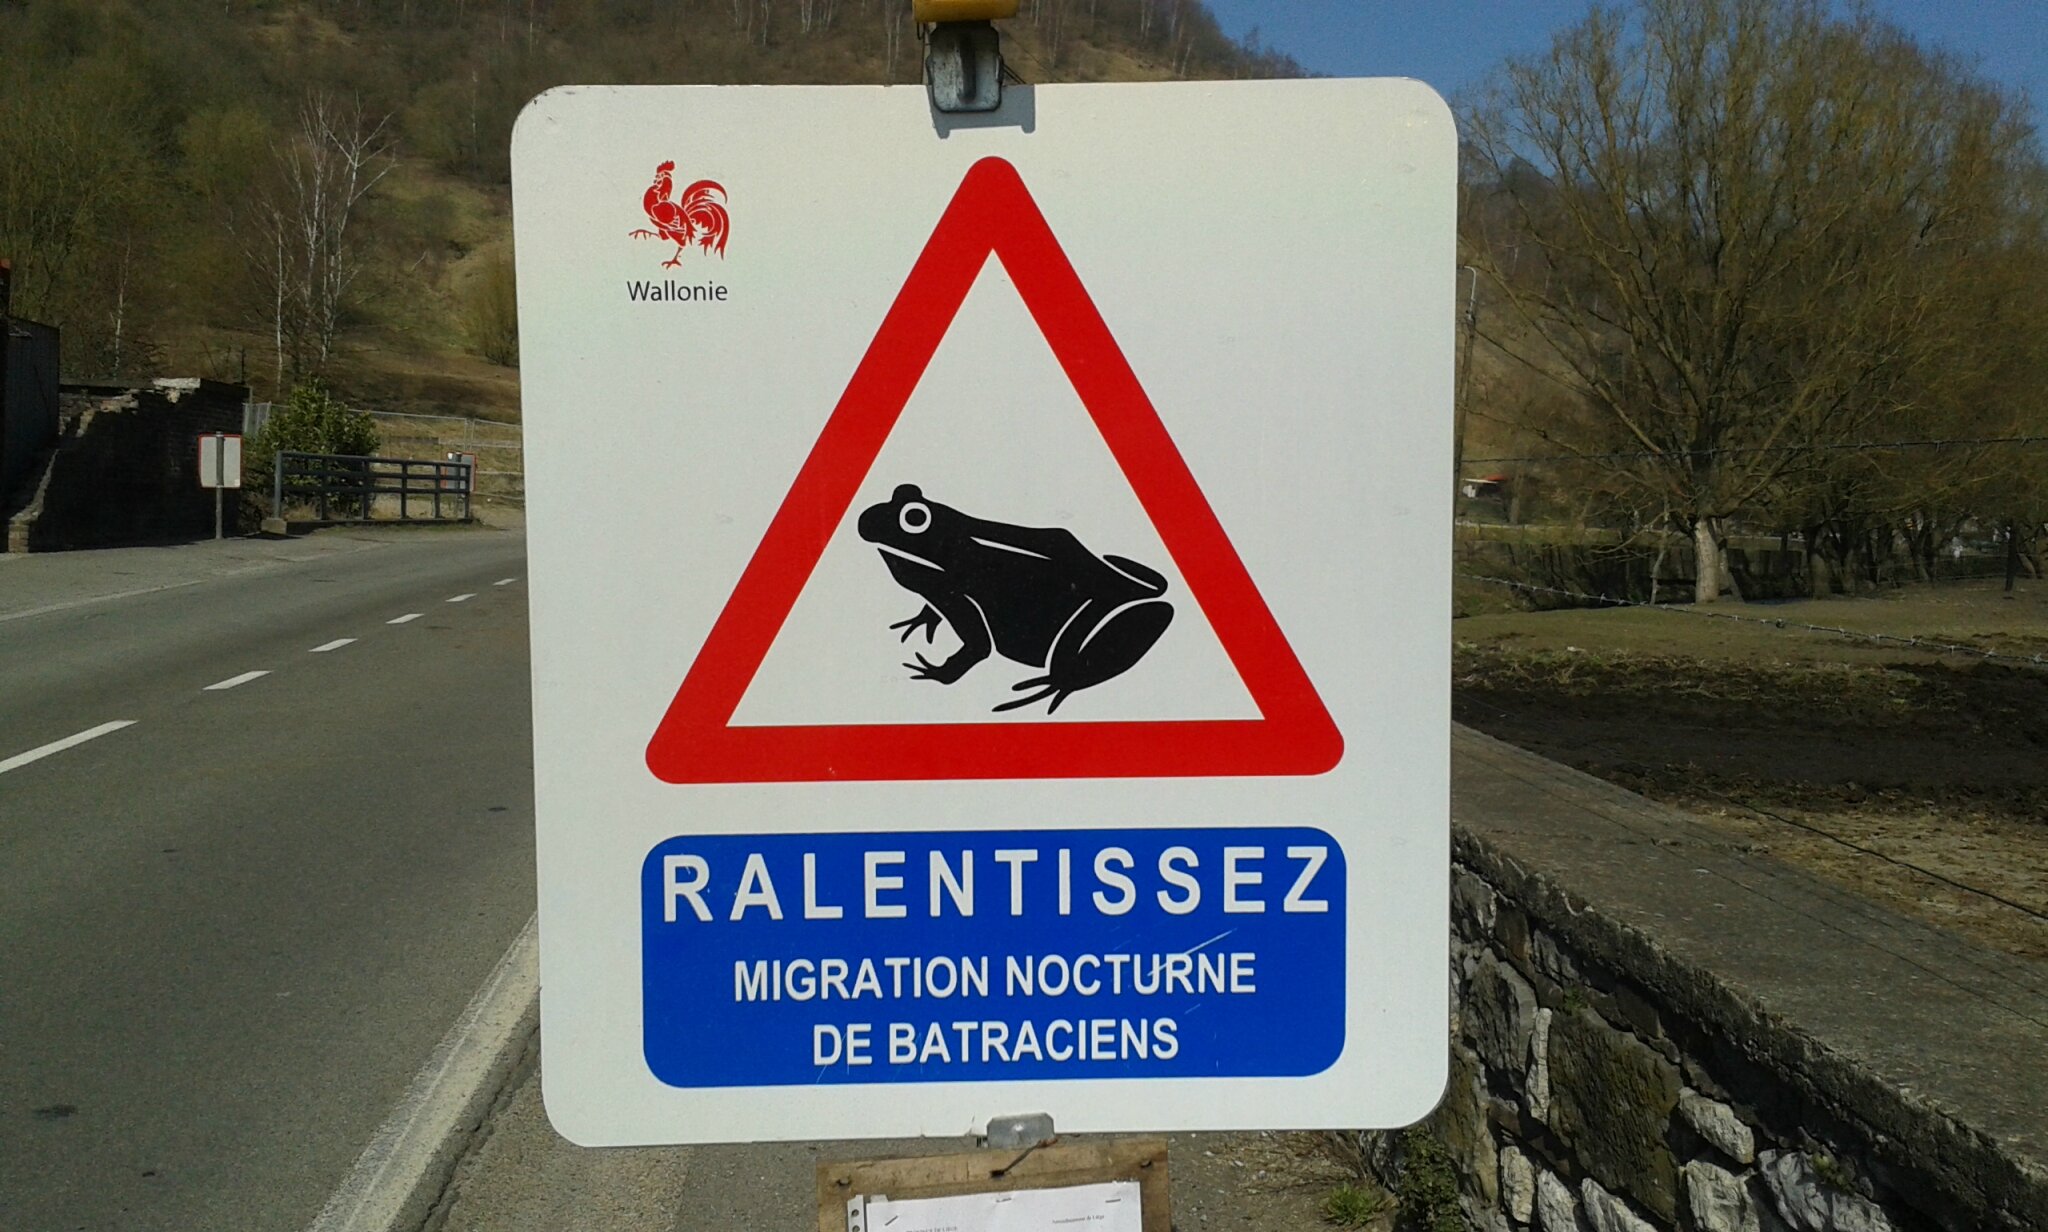 Wallonie
RALENTISSEZ
MIGRATION NOCTURNE
DE BATRACIENS